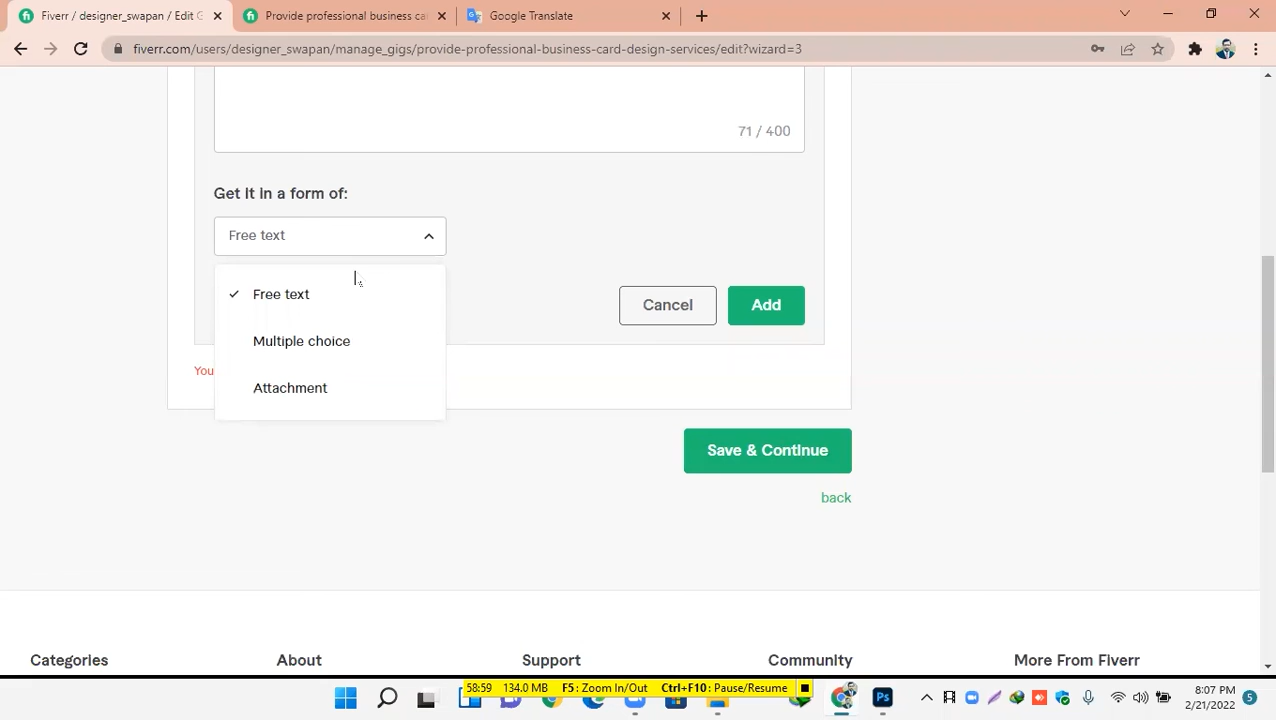 Fiverr / designer_swapan / Edit G
Provide professional business car
Google Translate
fiverr.com/users/designer_swapan/manage_gigs/provide-professional-business-card-design-services/edit?wizard=3
71 / 400
Get it in a form of:
Free text
Free text
Multiple choice
Attachment
Cancel
Add
You
Save & Continue
back
Categories
About
Support
Community
More From Fiverr
58:59 134.0 MB F5: Zoom In/Out Ctrl+F10: Pause/Resume
8:07 PM
2/21/2022
5